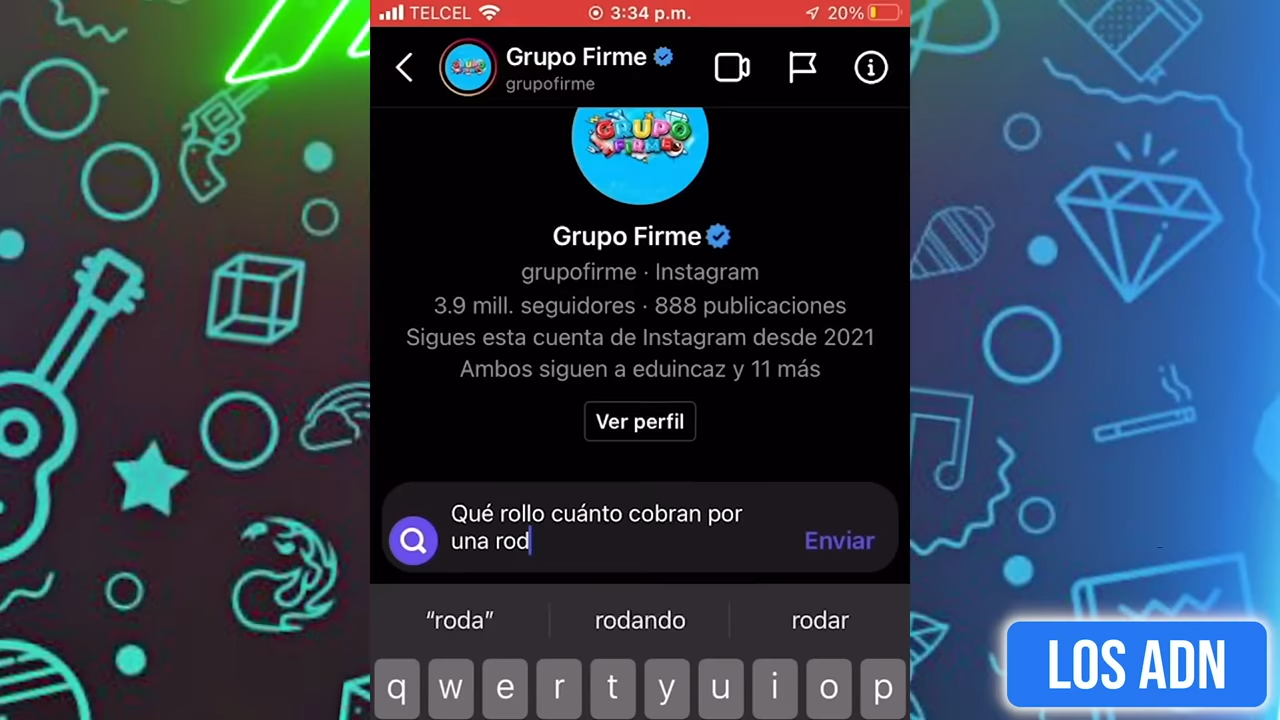 TELCEL 3:34 p.m. 20%
Grupo Firme
grupofirme
GRUPO
FIRME
Grupo Firme
grupofirme · Instagram
3.9 mill. seguidores · 888 publicaciones
Sigues esta cuenta de Instagram desde 2021
Ambos siguen a eduincaz y 11 más
Ver perfil
Qué rollo cuánto cobran por
una rod
Enviar
“roda” rodando rodar
q w e r t y u i o p
LOS ADN